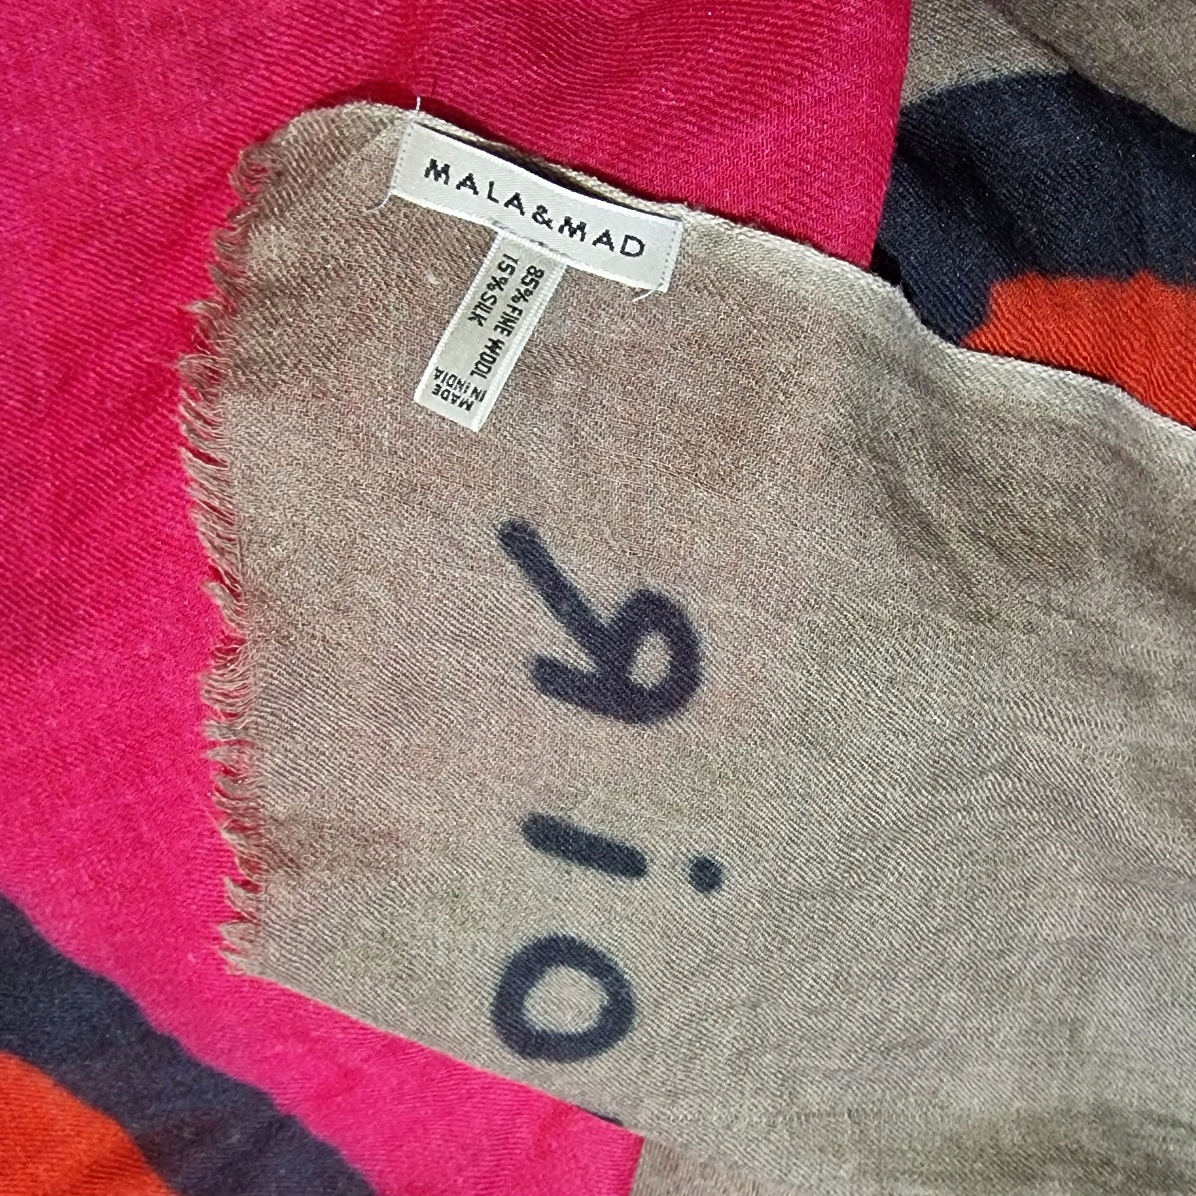 MALA&MAD
85% FINE WOOL
15% SILK
MADE
IN INDIA